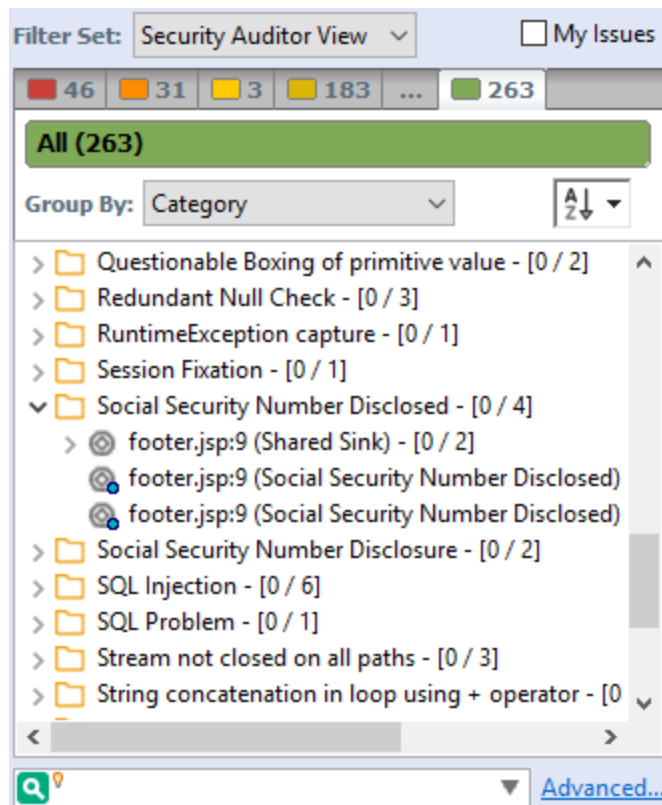 Filter Set: Security Auditor View My Issues
46 31 3 183 ... 263
All (263)
Group By: Category A Z
Questionable Boxing of primitive value - [0 / 2]
Redundant Null Check - [0 / 3]
RuntimeException capture - [0 / 1]
Session Fixation - [0 / 1]
Social Security Number Disclosed - [0 / 4]
footer.jsp:9 (Shared Sink) - [0 / 2]
footer.jsp:9 (Social Security Number Disclosed)
footer.jsp:9 (Social Security Number Disclosed)
Social Security Number Disclosure - [0 / 2]
SQL Injection - [0 / 6]
SQL Problem - [0 / 1]
Stream not closed on all paths - [0 / 3]
String concatenation in loop using + operator - [0
Advanced...